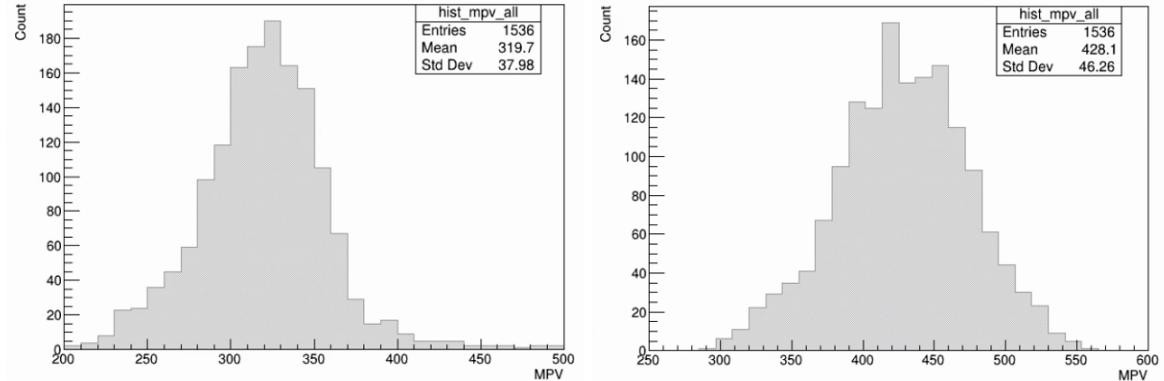 Count
hist_mpv_all
Entries 1536
Mean 319.7
Std Dev 37.98
180
160
140
120
100
80
60
40
20
0
200 250 300 350 400 450 500
MPV
Count
hist_mpv_all
Entries 1536
Mean 428.1
Std Dev 46.26
160
140
120
100
80
60
40
20
0
250 300 350 400 450 500 550 600
MPV